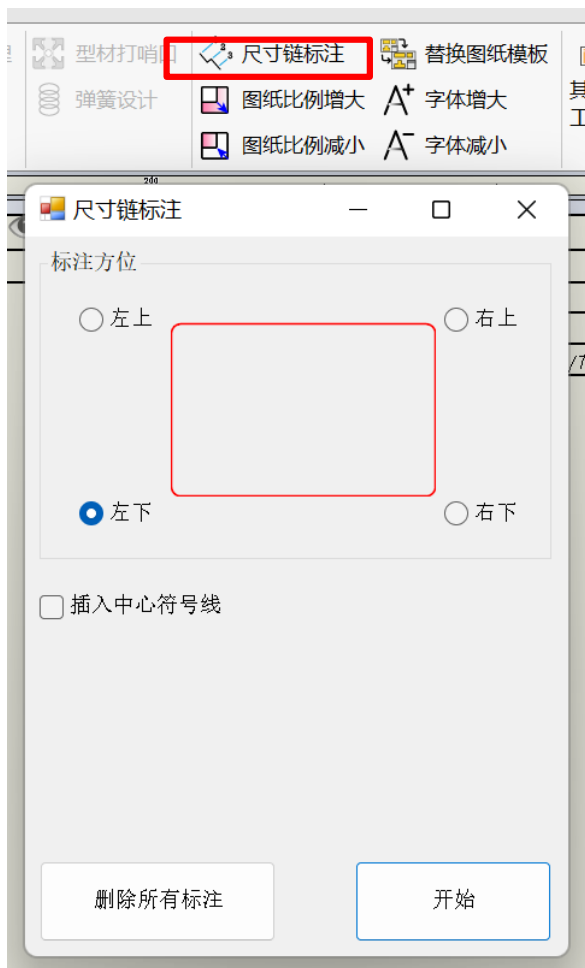 型材打哨口 尺寸链标注 替换图纸模板
弹簧设计 图纸比例增大 A+ 字体增大
图纸比例减小 A- 字体减小
尺寸链标注
标注方位
左上 右上
左下 右下
插入中心符号线
删除所有标注 开始